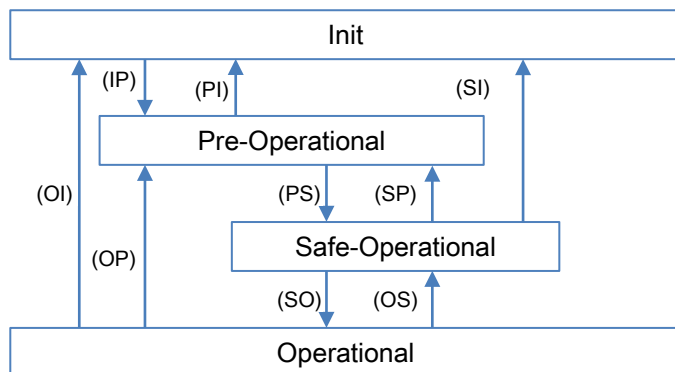 Init
(IP)
(PI)
(SI)
Pre-Operational
(OI)
(PS)
(SP)
(OP)
Safe-Operational
(SO)
(OS)
Operational